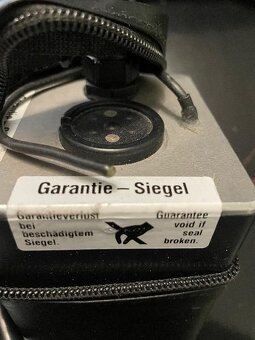 Garantie – Siegel
Garantieverlust
bei
beschädigtem
Siegel.
Guarantee
void if
seal
broken.